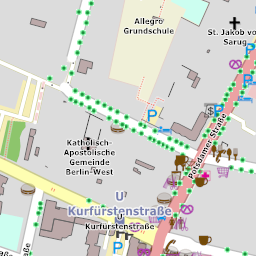 Allegro
Grundschule
St. Jakob vo
Sarug
P
P
Potsdamer Straße
Katholisch-
Apostolische
Gemeinde
Berlin-West
U
Kurfürstenstraße
Kurfürstenstraße
P